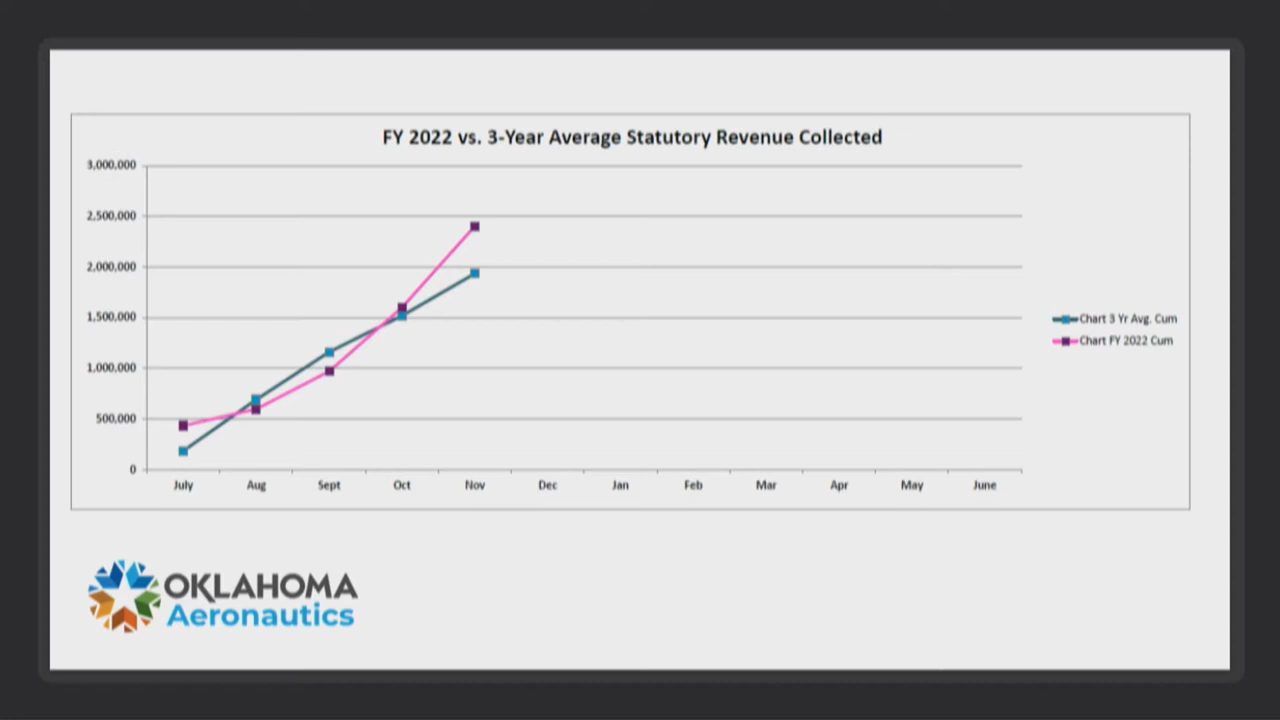 FY 2022 vs. 3-Year Average Statutory Revenue Collected
3,000,000
2,500,000
2,000,000
1,500,000
1,000,000
500,000
0
July Aug Sept Oct Nov Dec Jan Feb Mar Apr May June
Chart 3 Yr Avg. Cum
Chart FY 2022 Cum
OKLAHOMA
Aeronautics